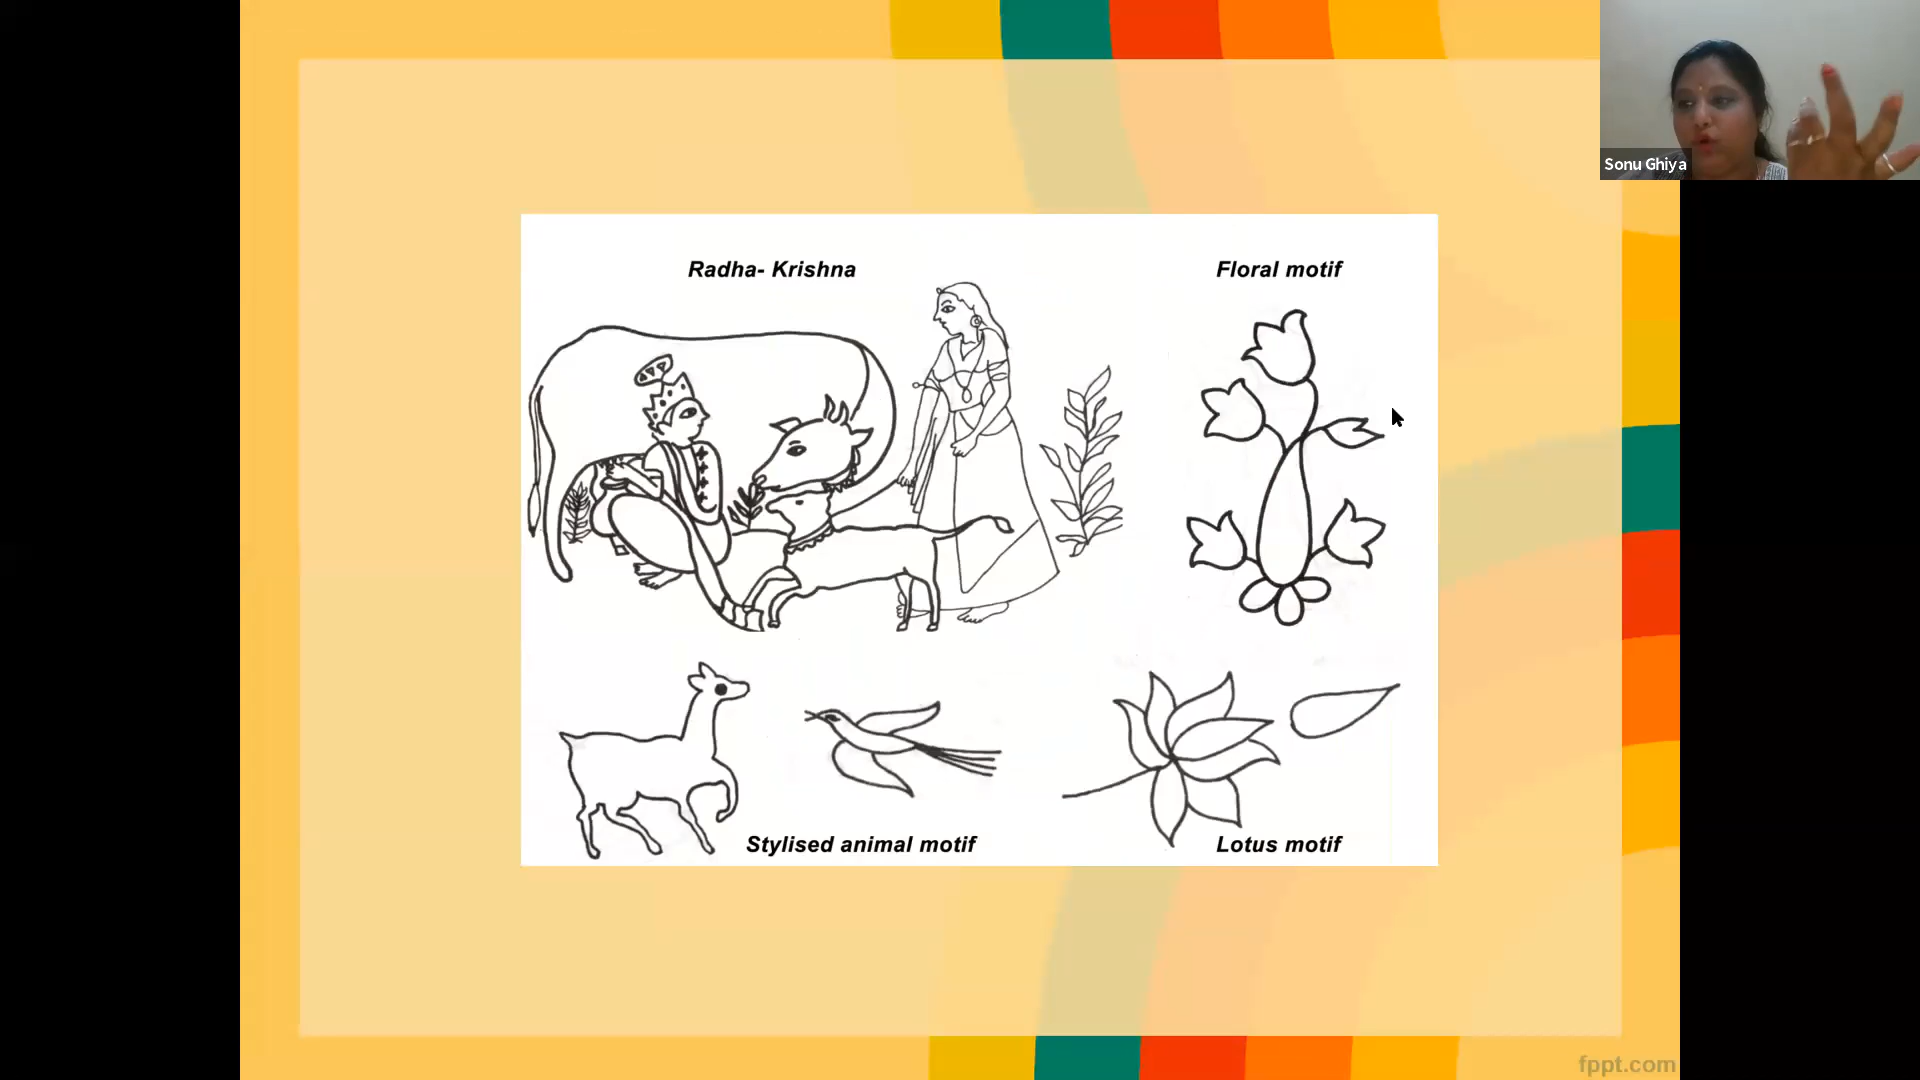 Sonu Ghiya
Radha- Krishna
Floral motif
Stylised animal motif
Lotus motif
fppt.com